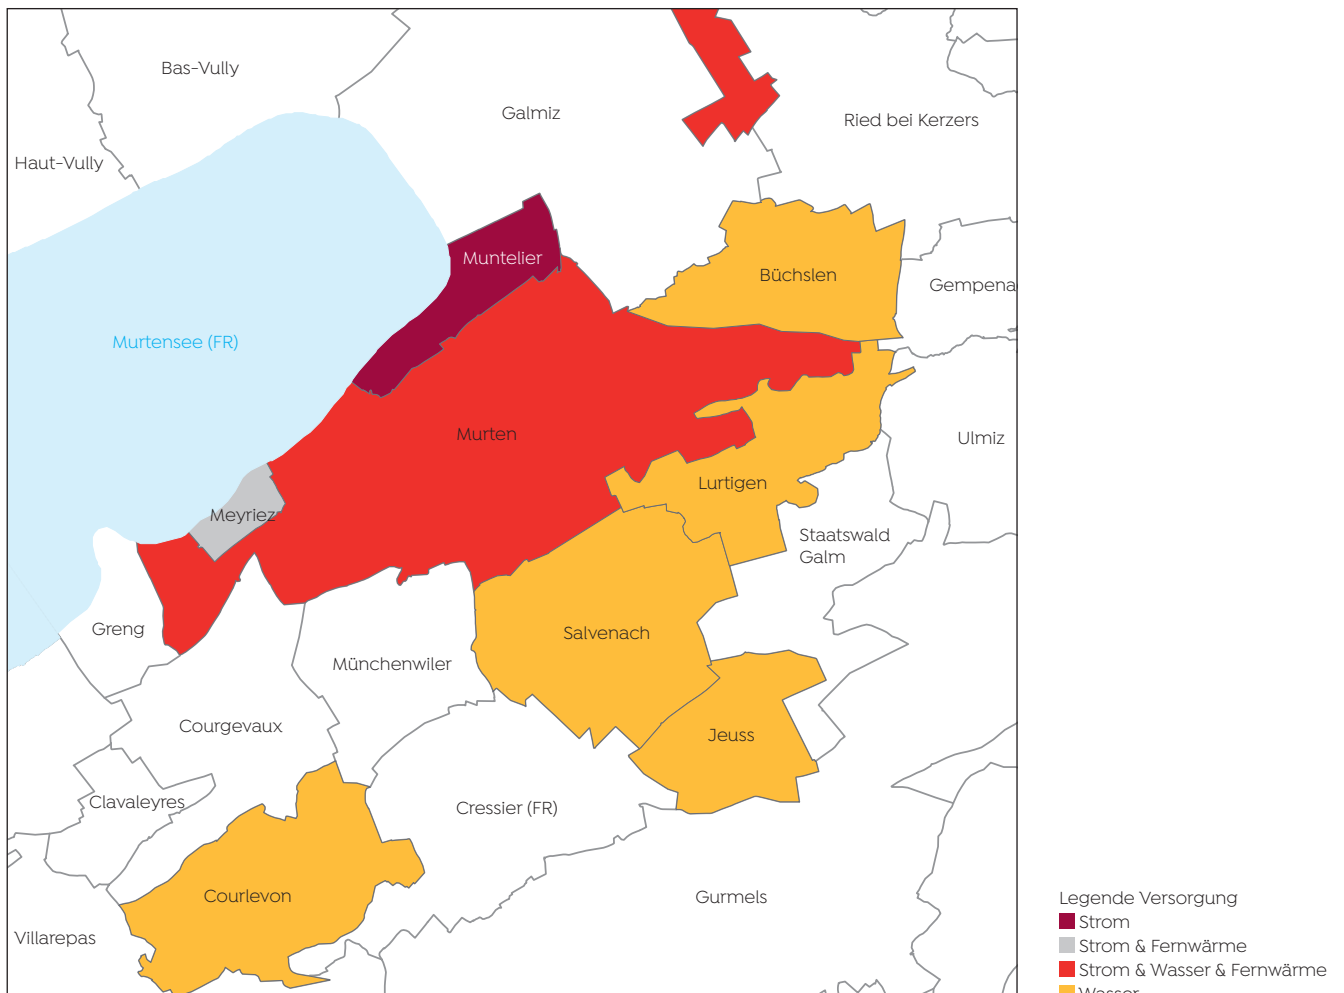 Bas-Vully
Galmiz
Ried bei Kerzers
Haut-Vully
Muntelier
Büchslen
Gempena
Murtensee (FR)
Murten
Ulmiz
Lurtigen
Meyriez
Staatswald
Galm
Greng
Salvenach
Münchenwiler
Courgevaux
Jeuss
Clavaleyres
Cressier (FR)
Courlevon
Gurmels
Villarepas
Legende Versorgung
Strom
Strom & Fernwärme
Strom & Wasser & Fernwärme
Wasser